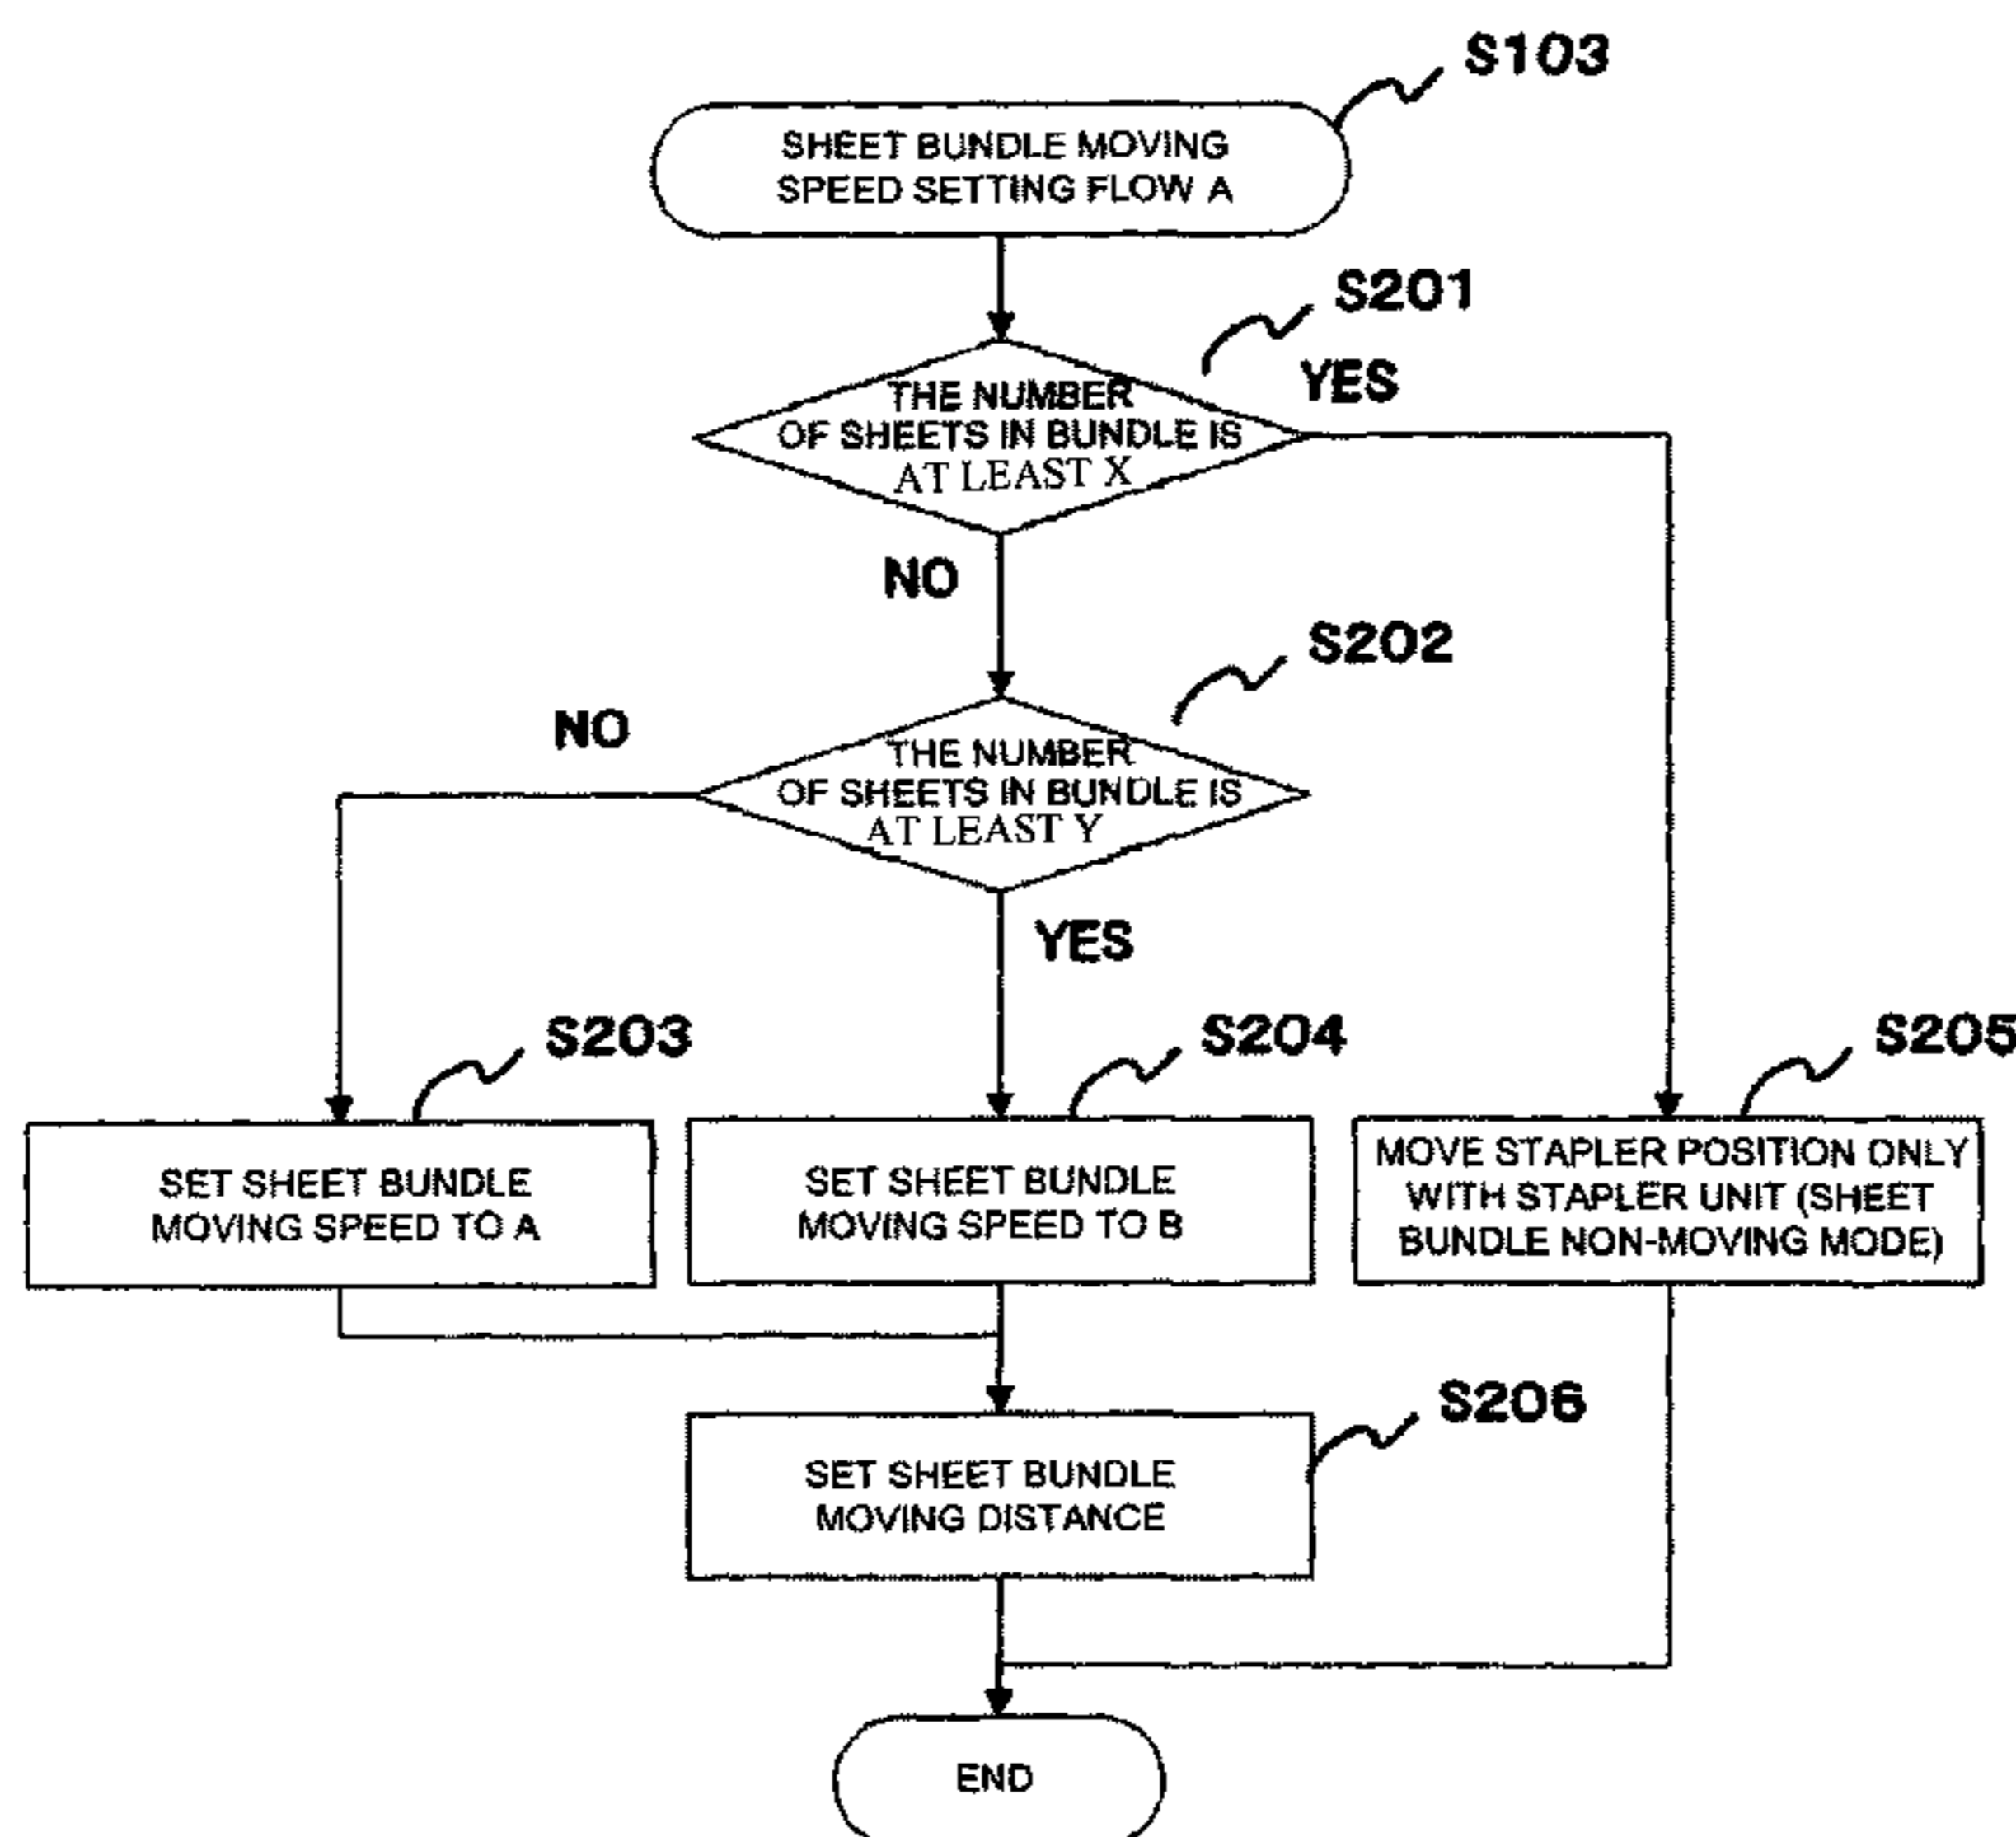 S103
SHEET BUNDLE MOVING
SPEED SETTING FLOW A
S201
YES
THE NUMBER
OF SHEETS IN BUNDLE IS
AT LEAST X
NO
S202
NO
THE NUMBER
OF SHEETS IN BUNDLE IS
AT LEAST Y
YES
S203
S204
S205
SET SHEET BUNDLE
MOVING SPEED TO A
SET SHEET BUNDLE
MOVING SPEED TO B
MOVE STAPLER POSITION ONLY
WITH STAPLER UNIT (SHEET
BUNDLE NON-MOVING MODE)
S206
SET SHEET BUNDLE
MOVING DISTANCE
END